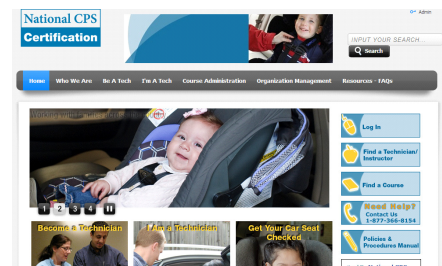 National CPS
Certification
Admin
INPUT YOUR SEARCH...
Search
Home Who We Are Be A Tech I'm A Tech Course Administration Organization Management Resources - FAQs
1 2 3 4
Log In
Find a Technician/
Instructor
Find a Course
Need Help?
Contact Us
1-877-366-8154
Policies &
Procedures Manual
Become a Technician
I Am a Technician
Get Your Car Seat
Checked